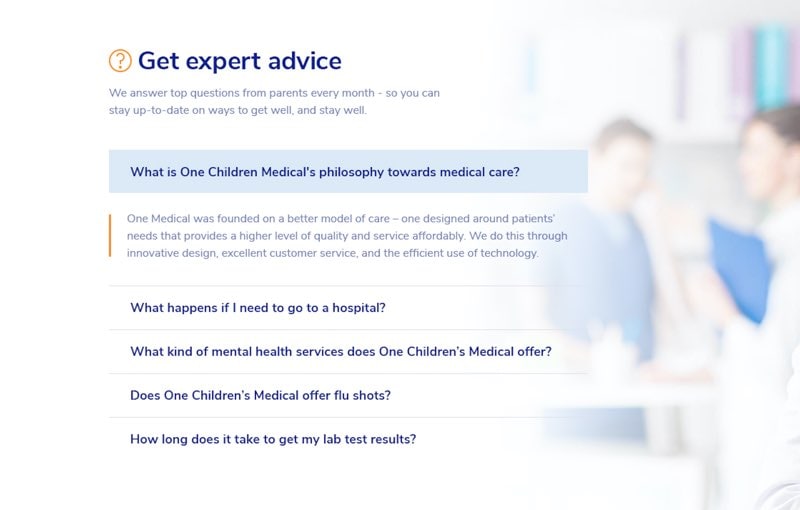 Get expert advice
We answer top questions from parents every month - so you can
stay up-to-date on ways to get well, and stay well.
What is One Children Medical's philosophy towards medical care?
One Medical was founded on a better model of care – one designed around patients'
needs that provides a higher level of quality and service affordably. We do this through
innovative design, excellent customer service, and the efficient use of technology.
What happens if I need to go to a hospital?
What kind of mental health services does One Children's Medical offer?
Does One Children's Medical offer flu shots?
How long does it take to get my lab test results?